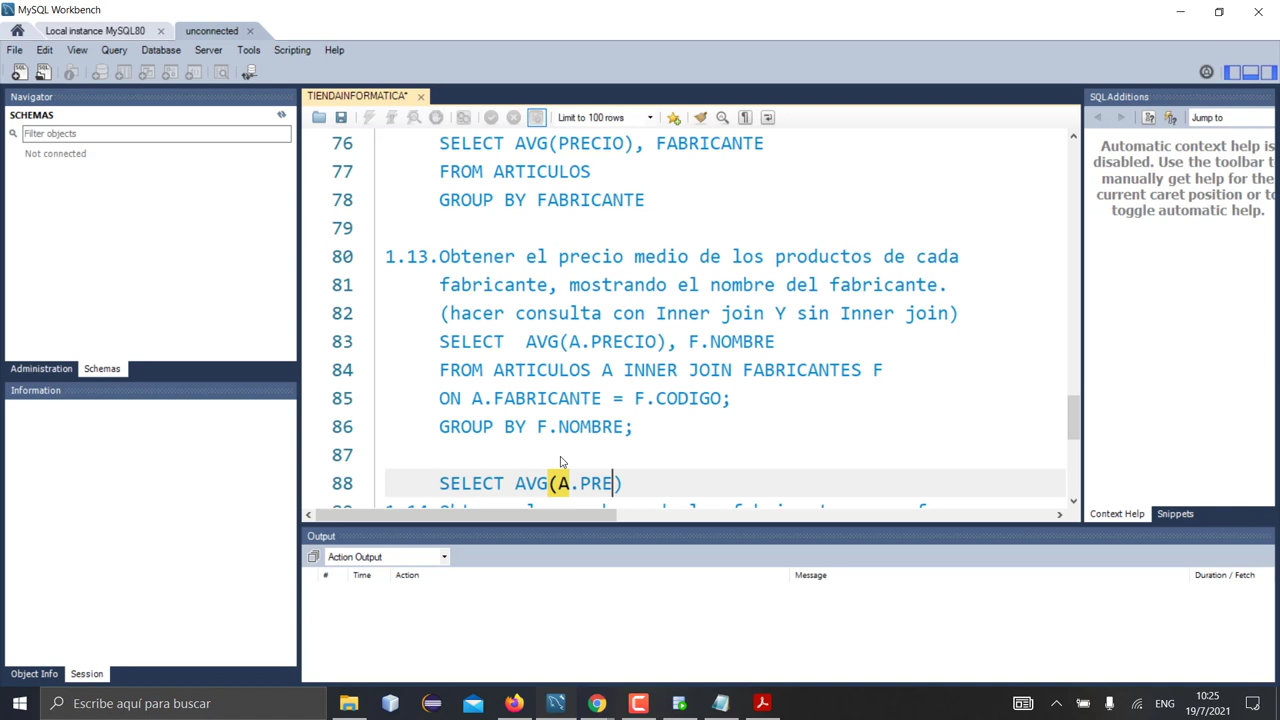 MySQL Workbench
Local instance MySQL80
unconnected
File Edit View Query Database Server Tools Scripting Help
Navigator
SCHEMAS
Filter objects
Not connected
Administration Schemas
Information
Object Info Session
TIENDAINFORMATICA*
Limit to 100 rows
76 SELECT AVG(PRECIO), FABRICANTE
77 FROM ARTICULOS
78 GROUP BY FABRICANTE
79
80 1.13.Obtener el precio medio de los productos de cada
81 fabricante, mostrando el nombre del fabricante.
82 (hacer consulta con Inner join Y sin Inner join)
83 SELECT AVG(A.PRECIO), F.NOMBRE
84 FROM ARTICULOS A INNER JOIN FABRICANTES F
85 ON A.FABRICANTE = F.CODIGO;
86 GROUP BY F.NOMBRE;
87
88 SELECT AVG(A.PRE)
Output
Action Output
# Time Action Message Duration / Fetch
SQLAdditions
Jump to
Automatic context help is
disabled. Use the toolbar t
manually get help for the
current caret position or to
toggle automatic help.
Context Help Snippets
Escribe aquí para buscar
ENG
10:25
19/7/2021